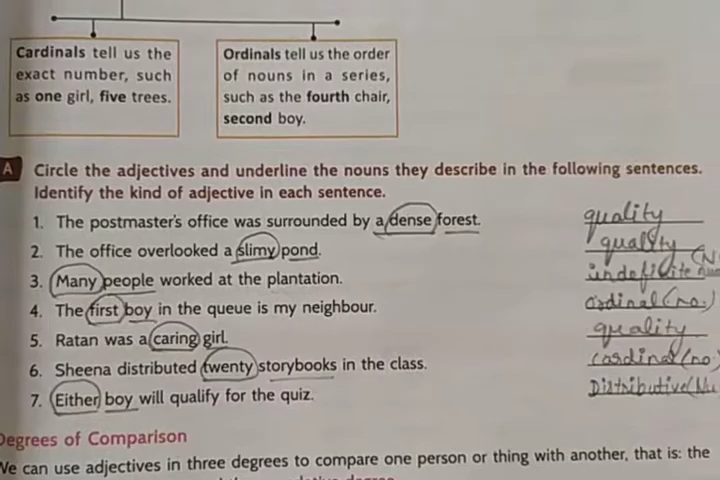 Cardinals tell us the
exact number, such
as one girl, five trees.
Ordinals tell us the order
of nouns in a series,
such as the fourth chair,
second boy.
A Circle the adjectives and underline the nouns they describe in the following sentences.
Identify the kind of adjective in each sentence.
1. The postmaster's office was surrounded by a dense forest. quality
2. The office overlooked a slimy pond. quality
3. Many people worked at the plantation. indefinite
4. The first boy in the queue is my neighbour. ordinal (no.)
5. Ratan was a caring girl. quality
6. Sheena distributed twenty storybooks in the class. cardinal (no)
7. Either boy will qualify for the quiz. Distributive (Nu
Degrees of Comparison
We can use adjectives in three degrees to compare one person or thing with another, that is: the